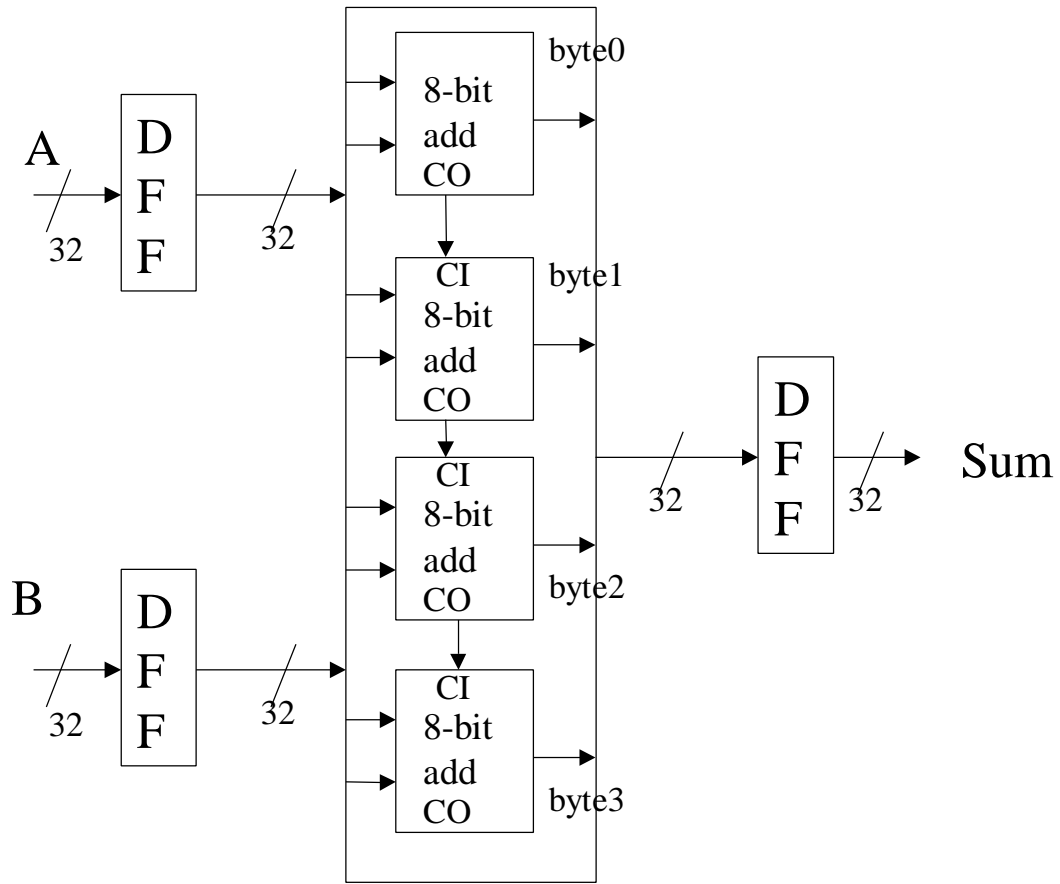 A
32
D
F
F
32
B
32
D
F
F
32
8-bit
add
CO
byte0
CI
8-bit
add
CO
byte1
CI
8-bit
add
CO
byte2
CI
8-bit
add
CO
byte3
32
D
F
F
32
Sum